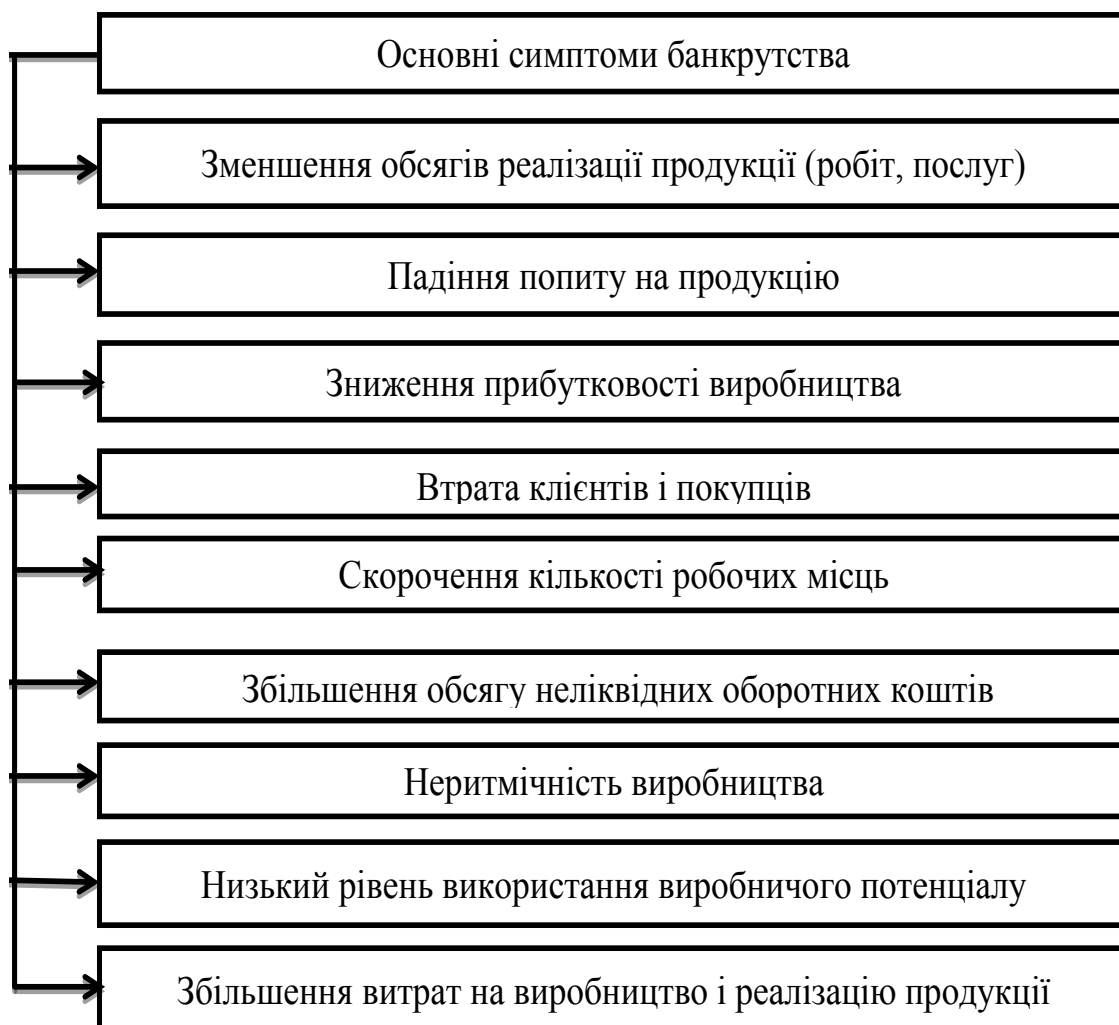 Основні симптоми банкрутства
Зменшення обсягів реалізації продукції (робіт, послуг)
Падіння попиту на продукцію
Зниження прибутковості виробництва
Втрата клієнтів і покупців
Скорочення кількості робочих місць
Збільшення обсягу неліквідних оборотних коштів
Неритмічність виробництва
Низький рівень використання виробничого потенціалу
Збільшення витрат на виробництво і реалізацію продукції